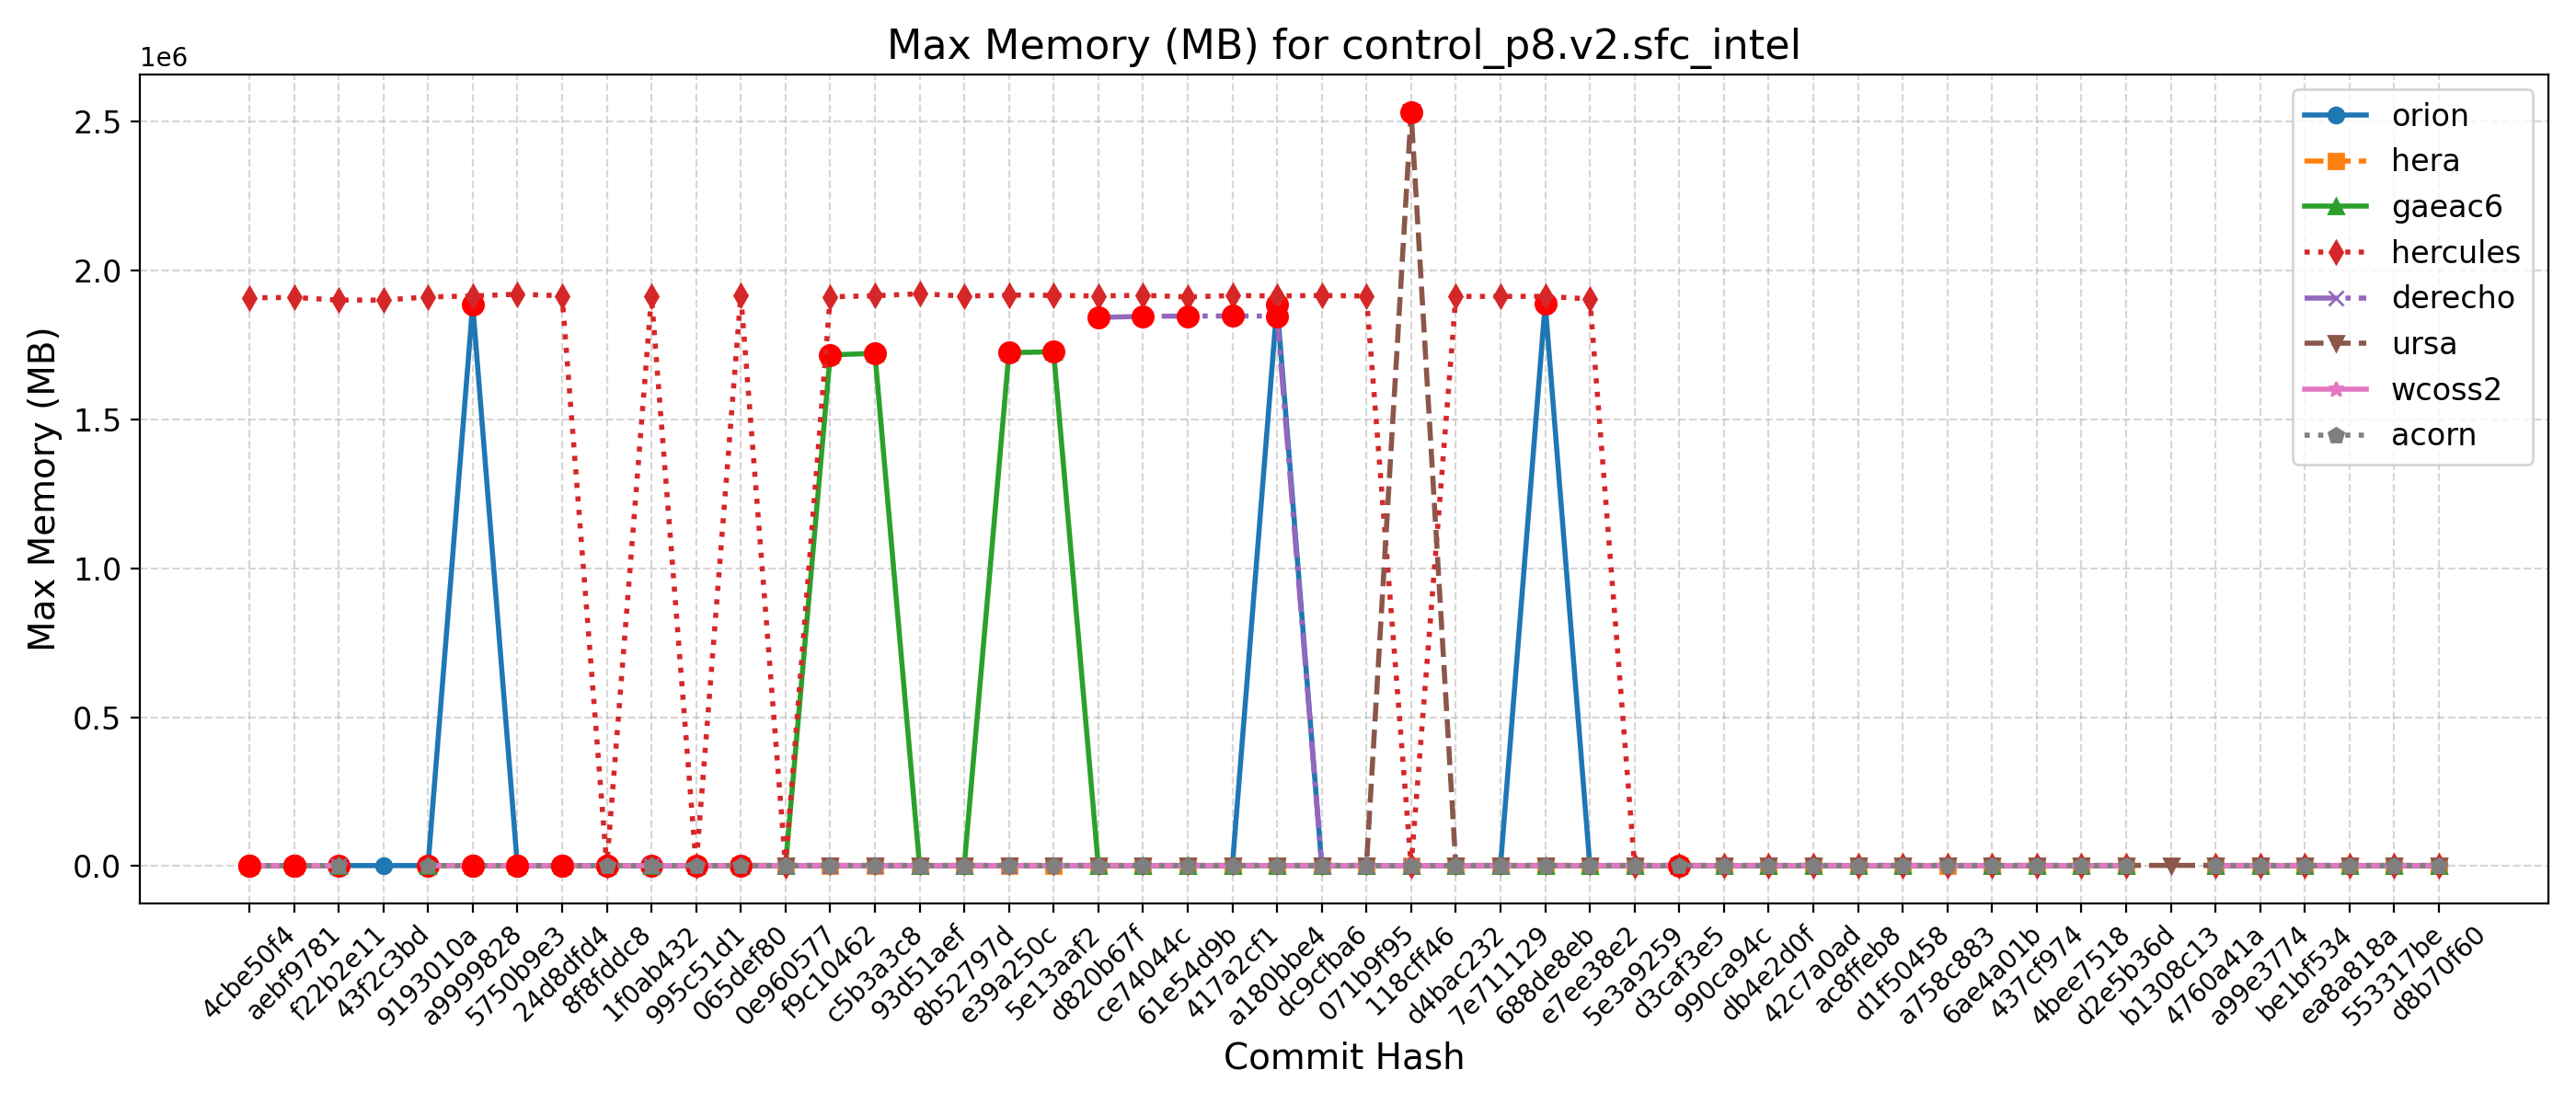 Max Memory (MB) for control_p8.v2.sfc_intel
1e6
2.5
2.0
1.5
1.0
0.5
0.0
Max Memory (MB)
orion
hera
gaeac6
hercules
derecho
ursa
wcoss2
acorn
4cbe50f4
aebf9781
f22b2e11
43f2c3bd
9193010a
a9999828
5750b9e3
24d8dfd4
8f8fddc8
1f0ab432
995c51d1
065def80
0e960577
f9c10462
c5b3a3c8
93d51aef
8b52797d
e39a250c
5e13aaf2
d820b67f
ce74044c
61e54d9b
417a2cf1
a180bbe4
dc9cfba6
071b9f95
118cff46
d4bac232
7e711129
688de8eb
e7ee38e2
5e3a9259
d3caf3e5
990ca94c
db4e2d0f
42c7a0ad
ac8ffeb8
d1f50458
a758c883
6ae4a01b
437cf974
4bee7518
d2e5b36d
b1308c13
4760a41a
a99e3774
be1bf534
ea8a818a
553317be
d8b70f60
Commit Hash